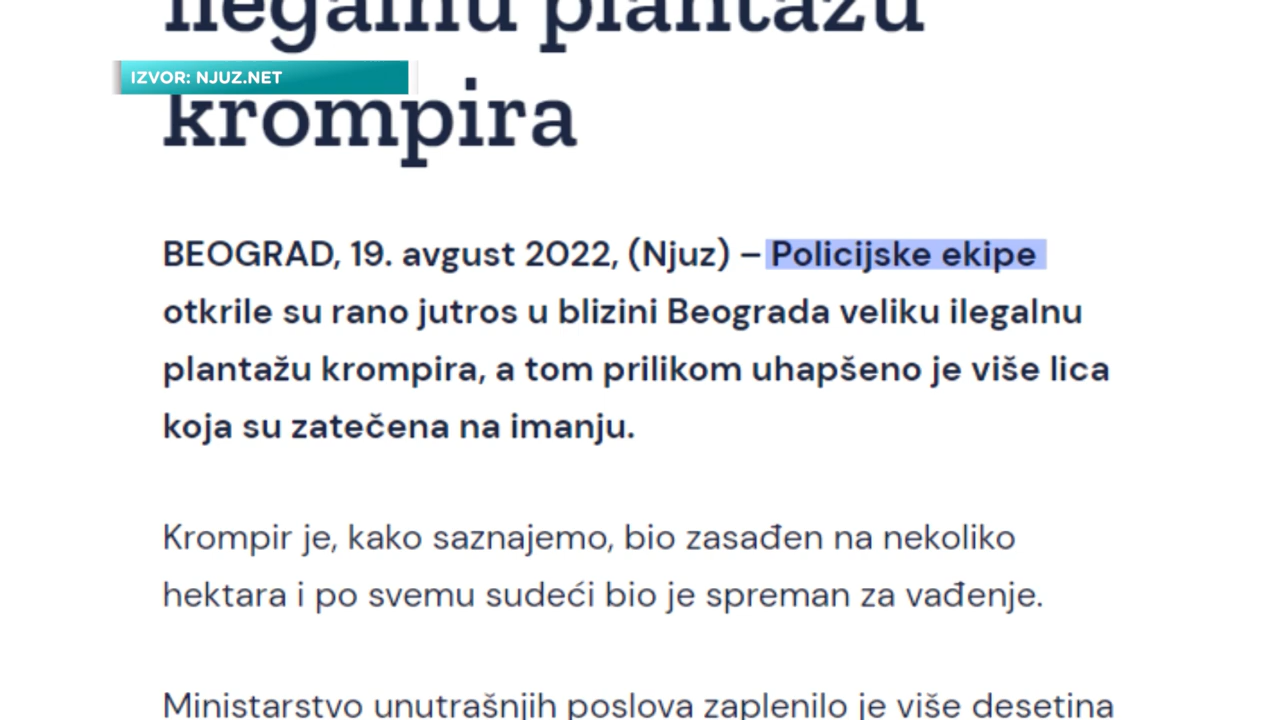 ilegalnu plantažu
IZVOR: NJUZ.NET
krompira
BEOGRAD, 19. avgust 2022, (Njuz) – Policijske ekipe
otkrile su rano jutros u blizini Beograda veliku ilegalnu
plantažu krompira, a tom prilikom uhapšeno je više lica
koja su zatečena na imanju.
Krompir je, kako saznajemo, bio zasađen na nekoliko
hektara i po svemu sudeći bio je spreman za vađenje.
Ministarstvo unutrašnjih poslova zaplenilo je više desetina